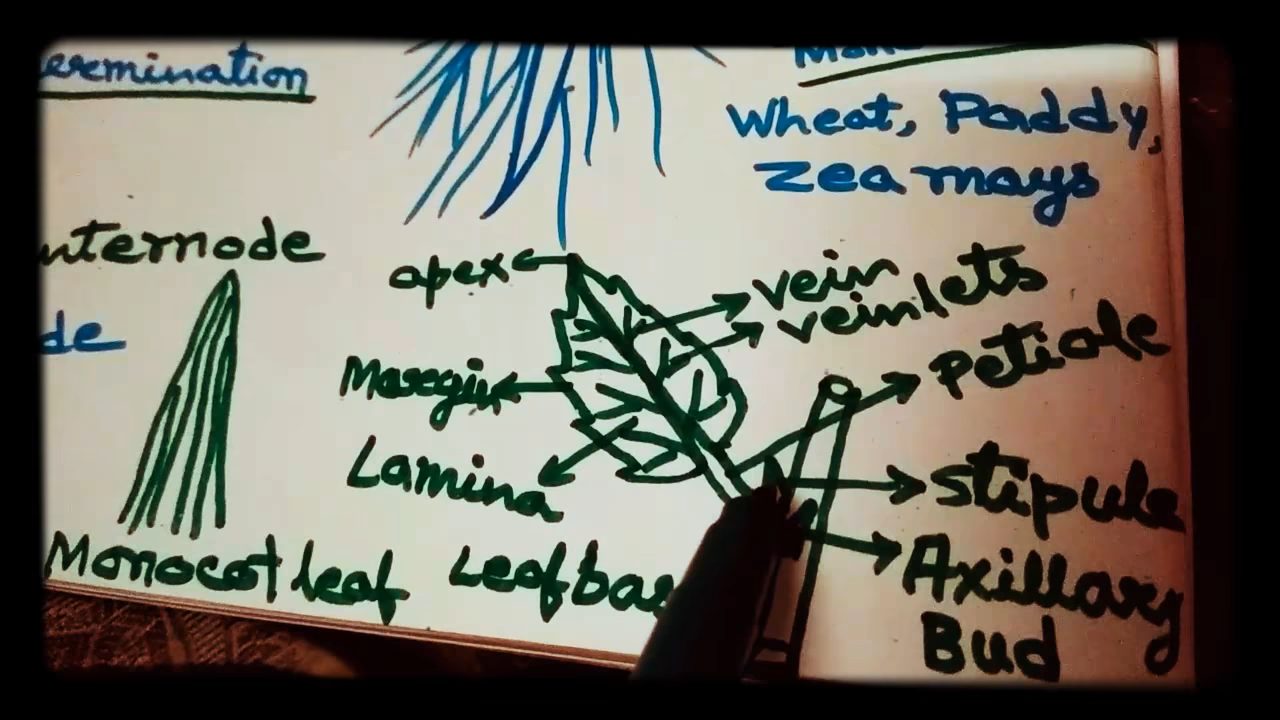 ermination
Wheat, Paddy,
Zea mays
nternode
de
apex
vein
veinlets
Petiole
Margin
Lamina
Stipule
Monocot leaf
Leaf ba
Axillary
Bud